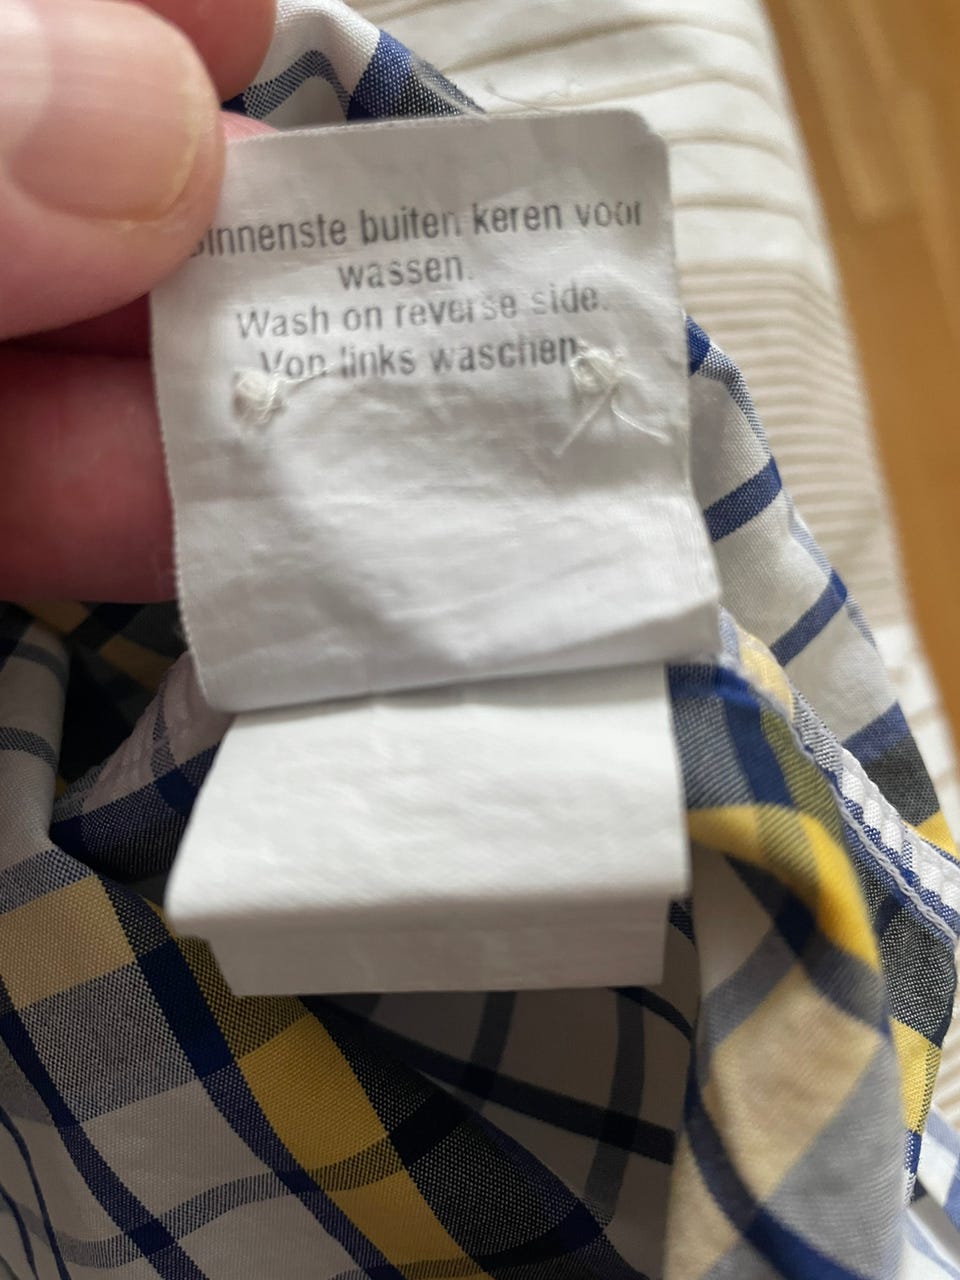 Binnenste buiten keren voor
wassen.
Wash on reverse side.
Von links waschen.